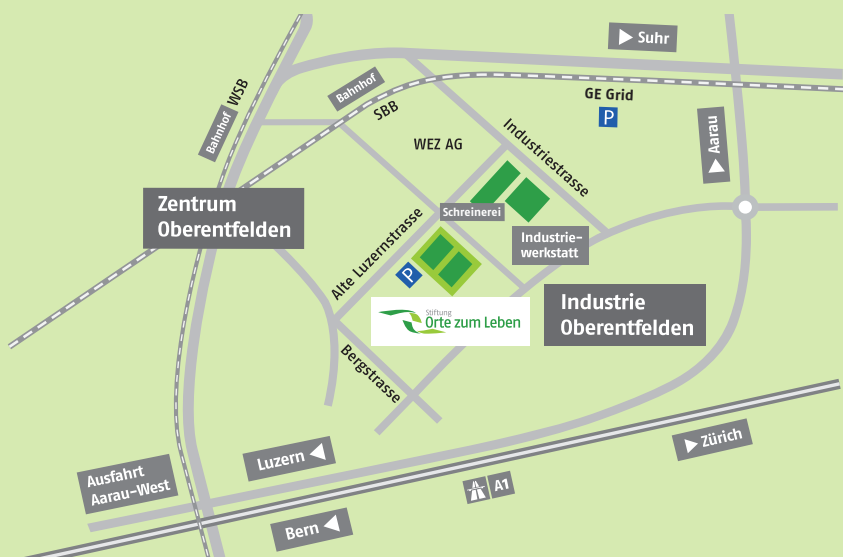 Suhr
WSB
Bahnhof
Bahnhof
SBB
GE Grid
P
WEZ AG
Industriestrasse
Aarau
Zentrum
Oberentfelden
Schreinerei
Alte Luzernstrasse
Industrie-
werkstatt
P
Industrie
Oberentfelden
Stiftung
Orte zum Leben
Bergstrasse
Zürich
Luzern
Ausfahrt
Aarau-West
A1
Bern